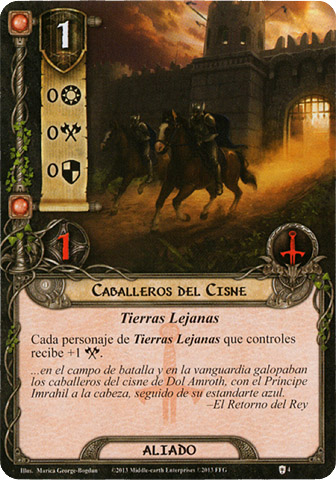 1
0
0
0
1
Caballeros del Cisne
Tierras Lejanas
Cada personaje de Tierras Lejanas que controles
recibe +1
...en el campo de batalla y en la vanguardia galopaban
los caballeros del cisne de Dol Amroth, con el Príncipe
Imrahil a la cabeza, seguido de su estandarte azul.
–El Retorno del Rey
ALIADO
Illus. Marica George-Bogdan ©2013 Middle-earth Enterprises ©2013 FFG 4